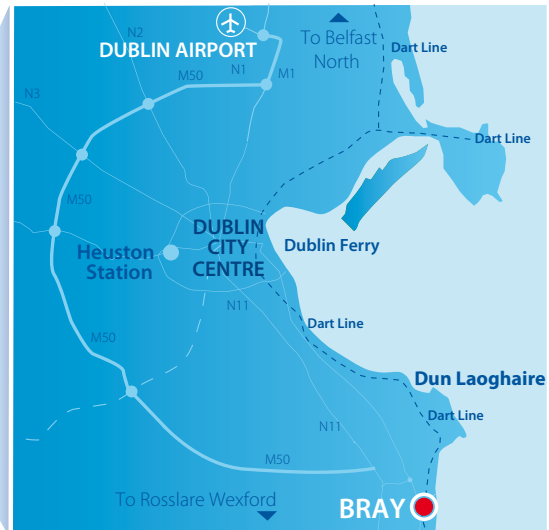 N2
DUBLIN AIRPORT
To Belfast
North
Dart Line
M50
N1
M1
N3
Dart Line
M50
DUBLIN
CITY
CENTRE
Heuston
Station
Dublin Ferry
N11
Dart Line
M50
Dun Laoghaire
Dart Line
N11
M50
To Rosslare Wexford
BRAY